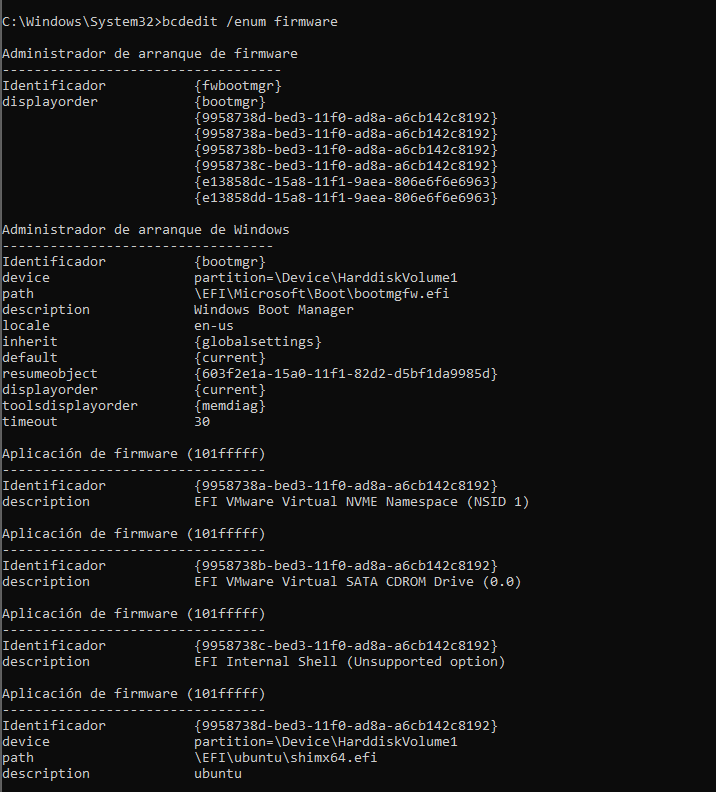 C:\Windows\System32>bcdedit /enum firmware
Administrador de arranque de firmware
-----------------------------------
Identificador           {fwbootmgr}
displayorder            {bootmgr}
                        {9958738d-bed3-11f0-ad8a-a6cb142c8192}
                        {9958738a-bed3-11f0-ad8a-a6cb142c8192}
                        {9958738b-bed3-11f0-ad8a-a6cb142c8192}
                        {9958738c-bed3-11f0-ad8a-a6cb142c8192}
                        {e13858dc-15a8-11f1-9aea-806e6f6e6963}
                        {e13858dd-15a8-11f1-9aea-806e6f6e6963}
Administrador de arranque de Windows
----------------------------------
Identificador           {bootmgr}
device                  partition=\Device\HarddiskVolume1
path                    \EFI\Microsoft\Boot\bootmgfw.efi
description             Windows Boot Manager
locale                  en-us
inherit                 {globalsettings}
default                 {current}
resumeobject            {603f2e1a-15a0-11f1-82d2-d5bf1da9985d}
displayorder            {current}
toolsdisplayorder       {memdiag}
timeout                 30
Aplicación de firmware (101fffff)
---------------------------------
Identificador           {9958738a-bed3-11f0-ad8a-a6cb142c8192}
description             EFI VMware Virtual NVME Namespace (NSID 1)
Aplicación de firmware (101fffff)
---------------------------------
Identificador           {9958738b-bed3-11f0-ad8a-a6cb142c8192}
description             EFI VMware Virtual SATA CDROM Drive (0.0)
Aplicación de firmware (101fffff)
---------------------------------
Identificador           {9958738c-bed3-11f0-ad8a-a6cb142c8192}
description             EFI Internal Shell (Unsupported option)
Aplicación de firmware (101fffff)
---------------------------------
Identificador           {9958738d-bed3-11f0-ad8a-a6cb142c8192}
device                  partition=\Device\HarddiskVolume1
path                    \EFI\ubuntu\shimx64.efi
description             ubuntu